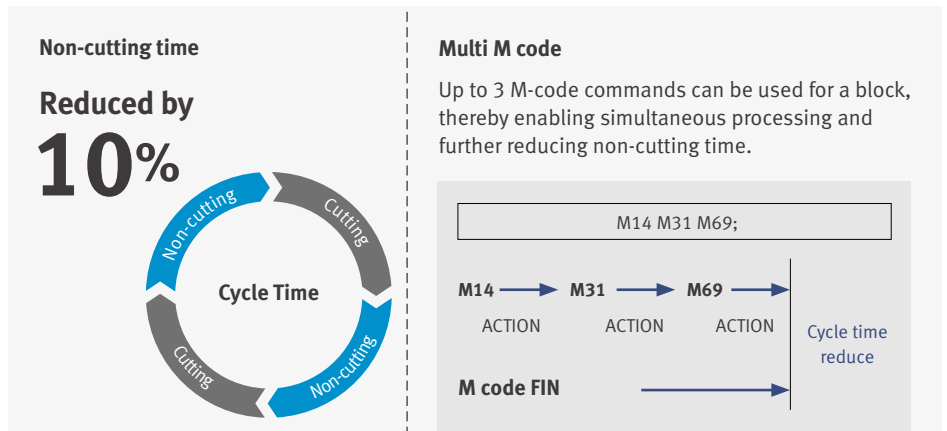 Non-cutting time
Reduced by
10%
Non-cutting
Cutting
Cycle Time
Cutting
Non-cutting
Multi M code
Up to 3 M-code commands can be used for a block,
thereby enabling simultaneous processing and
further reducing non-cutting time.
M14 M31 M69;
M14 M31 M69
ACTION ACTION ACTION
Cycle time
reduce
M code FIN